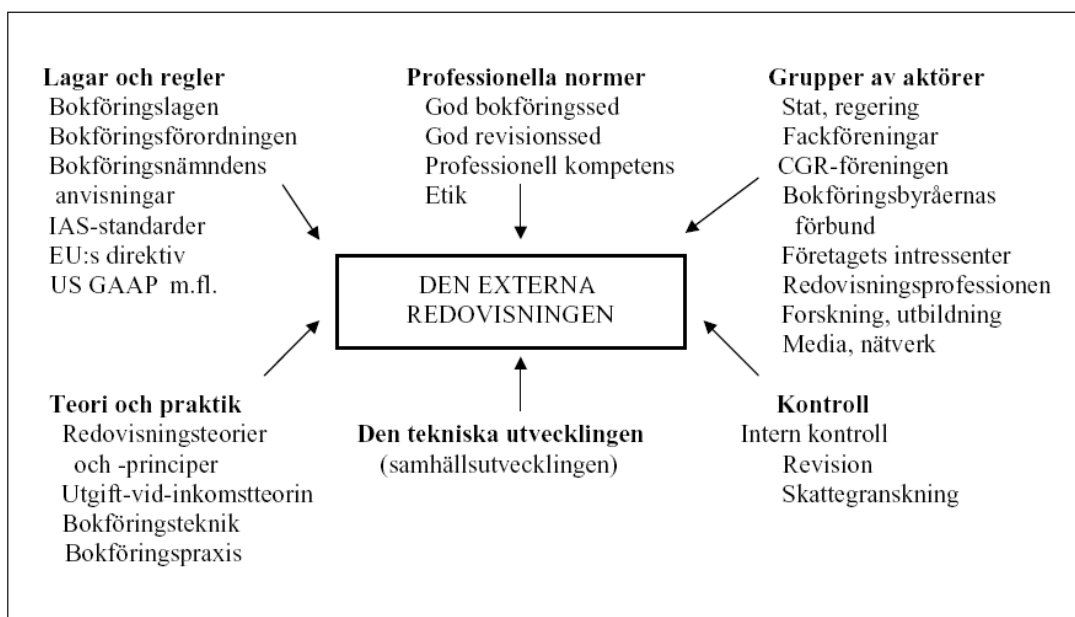 Lagar och regler
Bokföringslagen
Bokföringsförordningen
Bokföringsnämndens
anvisningar
IAS-standarder
EU:s direktiv
US GAAP m.fl.
Professionella normer
God bokföringssed
God revisionssed
Professionell kompetens
Etik
Grupper av aktörer
Stat, regering
Fackföreningar
CGR-föreningen
Bokföringsbyråernas
förbund
Företagets intressenter
Redovisningsprofessionen
Forskning, utbildning
Media, nätverk
DEN EXTERNA
REDOVISNINGEN
Teori och praktik
Redovisningsteorier
och -principer
Utgift-vid-inkomstteorin
Bokföringsteknik
Bokföringspraxis
Den tekniska utvecklingen
(samhällsutvecklingen)
Kontroll
Intern kontroll
Revision
Skattegranskning